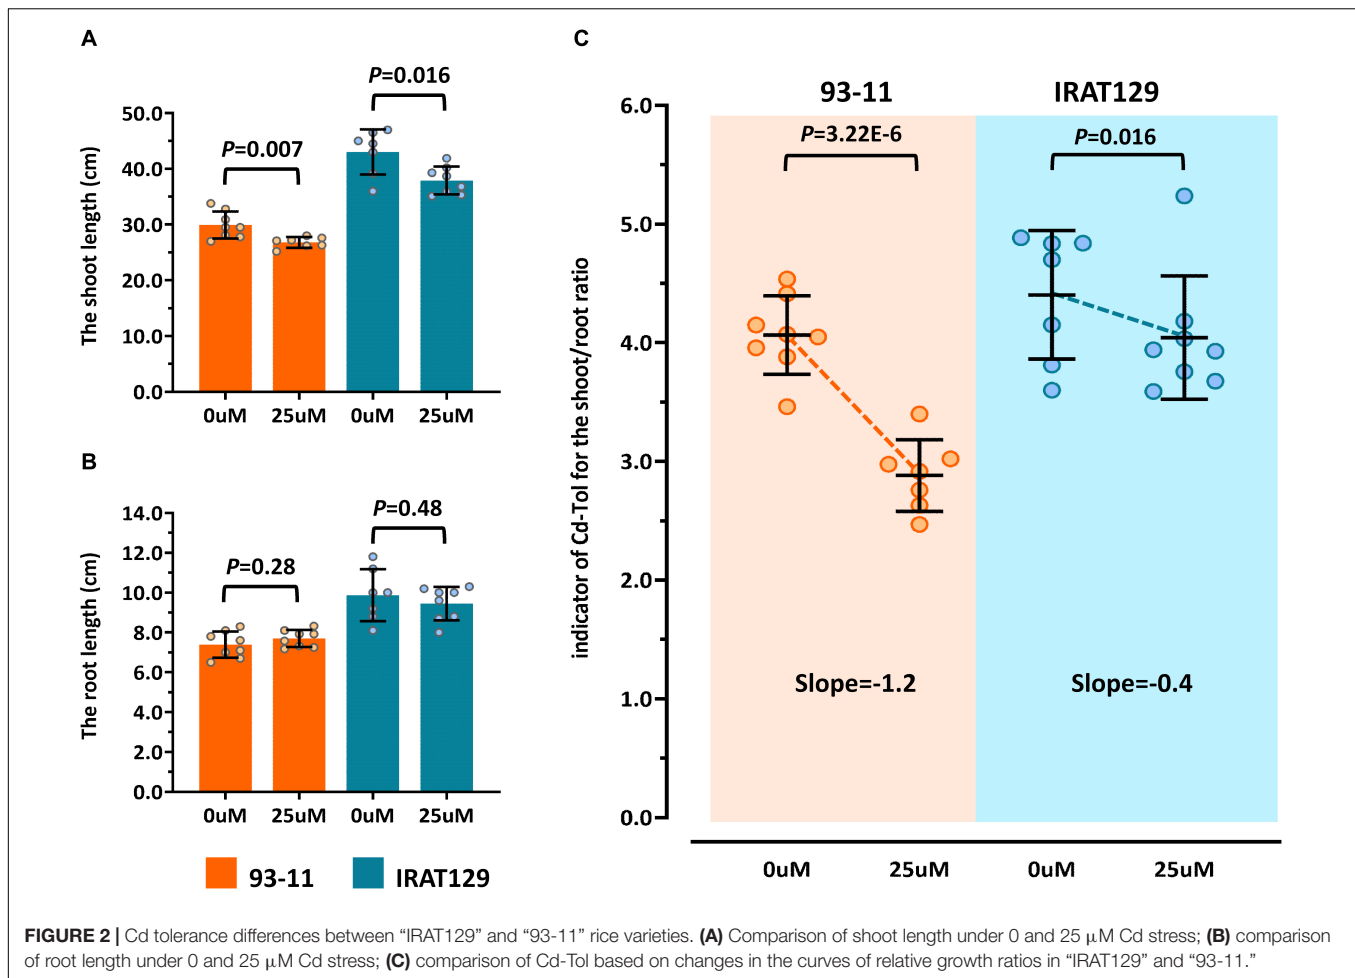 A
P=0.016
P=0.007
The shoot length (cm)
50.0
40.0
30.0
20.0
10.0
0.0
0uM 25uM 0uM 25uM
B
P=0.48
P=0.28
The root length (cm)
14.0
12.0
10.0
8.0
6.0
4.0
2.0
0.0
0uM 25uM 0uM 25uM
93-11 IRAT129
C
93-11 IRAT129
P=3.22E-6 P=0.016
indicator of Cd-Tol for the shoot/root ratio
6.0
5.0
4.0
3.0
2.0
1.0
0.0
Slope=-1.2 Slope=-0.4
0uM 25uM 0uM 25uM
FIGURE 2 | Cd tolerance differences between “IRAT129” and “93-11” rice varieties. (A) Comparison of shoot length under 0 and 25 μM Cd stress; (B) comparison
of root length under 0 and 25 μM Cd stress; (C) comparison of Cd-Tol based on changes in the curves of relative growth ratios in “IRAT129” and “93-11.”